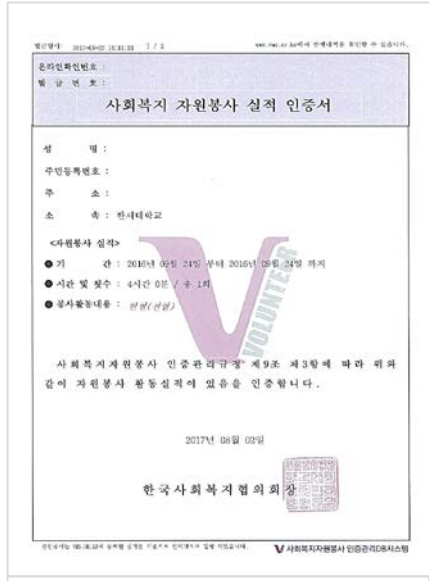 1 / 2
온라인확인번호 :
발 급 번 호 :
사회복지 자원봉사 실적 인증서
성 명 :
주민등록번호 :
주 소 :
소 속 : 한세대학교
<자원봉사 실적>
● 기 간 : 2016년 09월 24일 부터 2016년 09월 24일 까지
● 시간 및 횟수 : 4시간 0분 / 총 1회
● 봉사활동내용 : 헌혈(전혈)
V
VOLUNTEER
사회복지자원봉사 인증관리규정 제9조 제3항에 따라 위와
같이 자원봉사 활동실적이 있음을 인증합니다.
2017년 08월 02일
한국사회복지협의회장
V 사회복지자원봉사 인증관리DB시스템